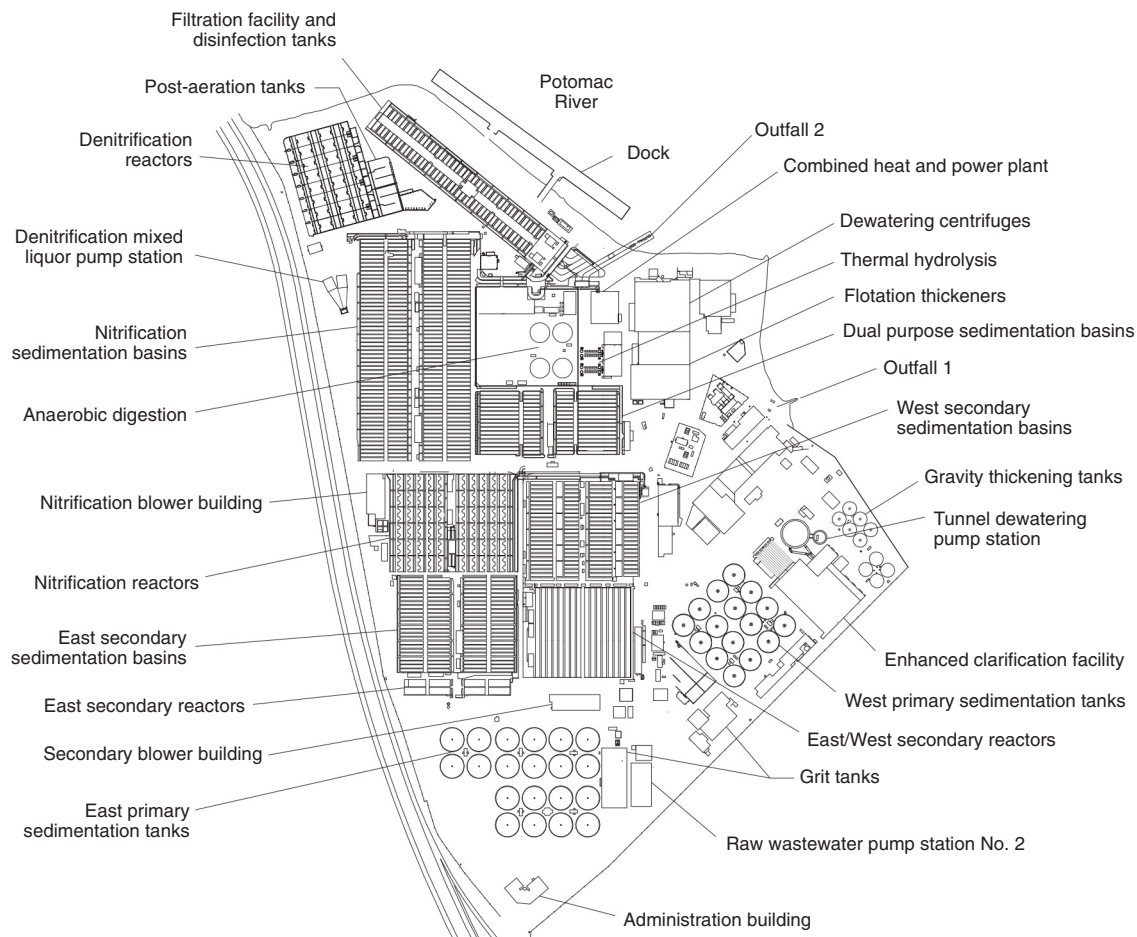 Filtration facility and
disinfection tanks
Potomac
River
Post-aeration tanks
Outfall 2
Denitrification
reactors
Dock
Combined heat and power plant
Dewatering centrifuges
Denitrification mixed
liquor pump station
Thermal hydrolysis
Flotation thickeners
Nitrification
sedimentation basins
Dual purpose sedimentation basins
Outfall 1
Anaerobic digestion
West secondary
sedimentation basins
Nitrification blower building
Gravity thickening tanks
Tunnel dewatering
pump station
Nitrification reactors
East secondary
sedimentation basins
Enhanced clarification facility
East secondary reactors
West primary sedimentation tanks
Secondary blower building
East/West secondary reactors
Grit tanks
East primary
sedimentation tanks
Raw wastewater pump station No. 2
Administration building